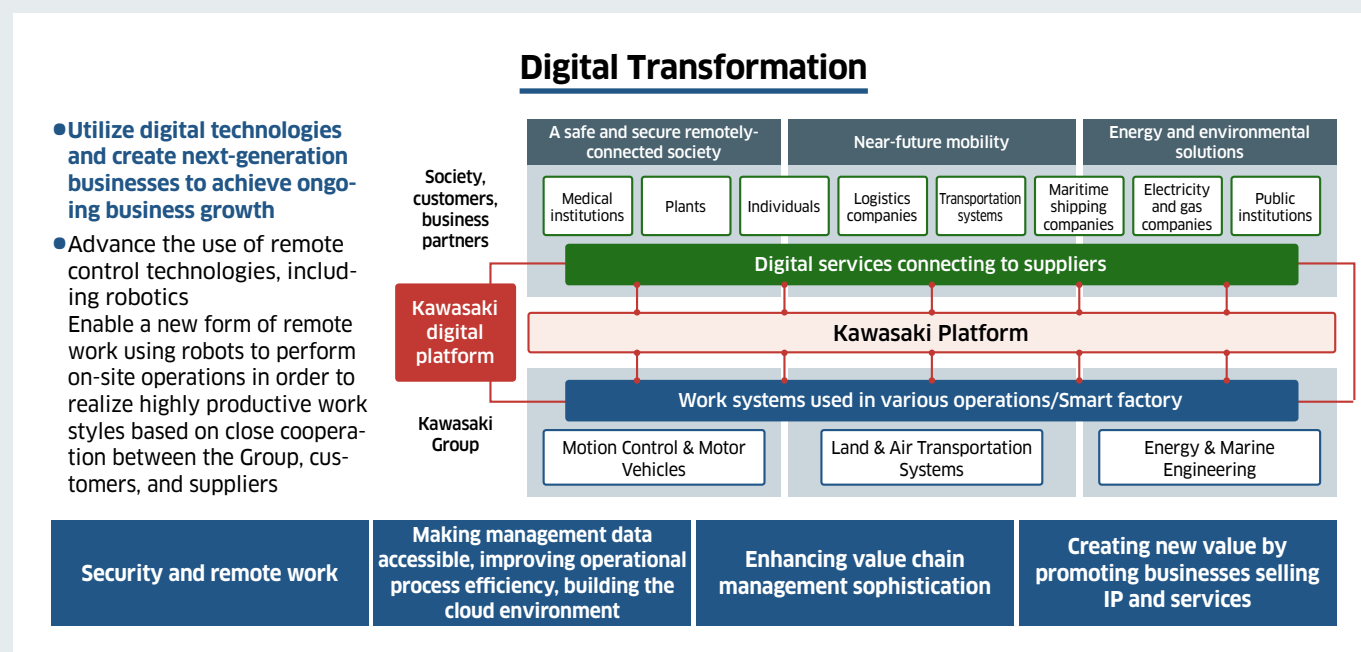 Digital Transformation
●Utilize digital technologies
and create next-generation
businesses to achieve ongo-
ing business growth
●Advance the use of remote
control technologies, includ-
ing robotics
Enable a new form of remote
work using robots to perform
on-site operations in order to
realize highly productive work
styles based on close coopera-
tion between the Group, cus-
tomers, and suppliers
Society,
customers,
business
partners
A safe and secure remotely-
connected society
Near-future mobility
Energy and environmental
solutions
Medical
institutions
Plants
Individuals
Logistics
companies
Transportation
systems
Maritime
shipping
companies
Electricity
and gas
companies
Public
institutions
Digital services connecting to suppliers
Kawasaki
digital
platform
Kawasaki Platform
Work systems used in various operations/Smart factory
Kawasaki
Group
Motion Control & Motor
Vehicles
Land & Air Transportation
Systems
Energy & Marine
Engineering
Security and remote work
Making management data
accessible, improving operational
process efficiency, building the
cloud environment
Enhancing value chain
management sophistication
Creating new value by
promoting businesses selling
IP and services